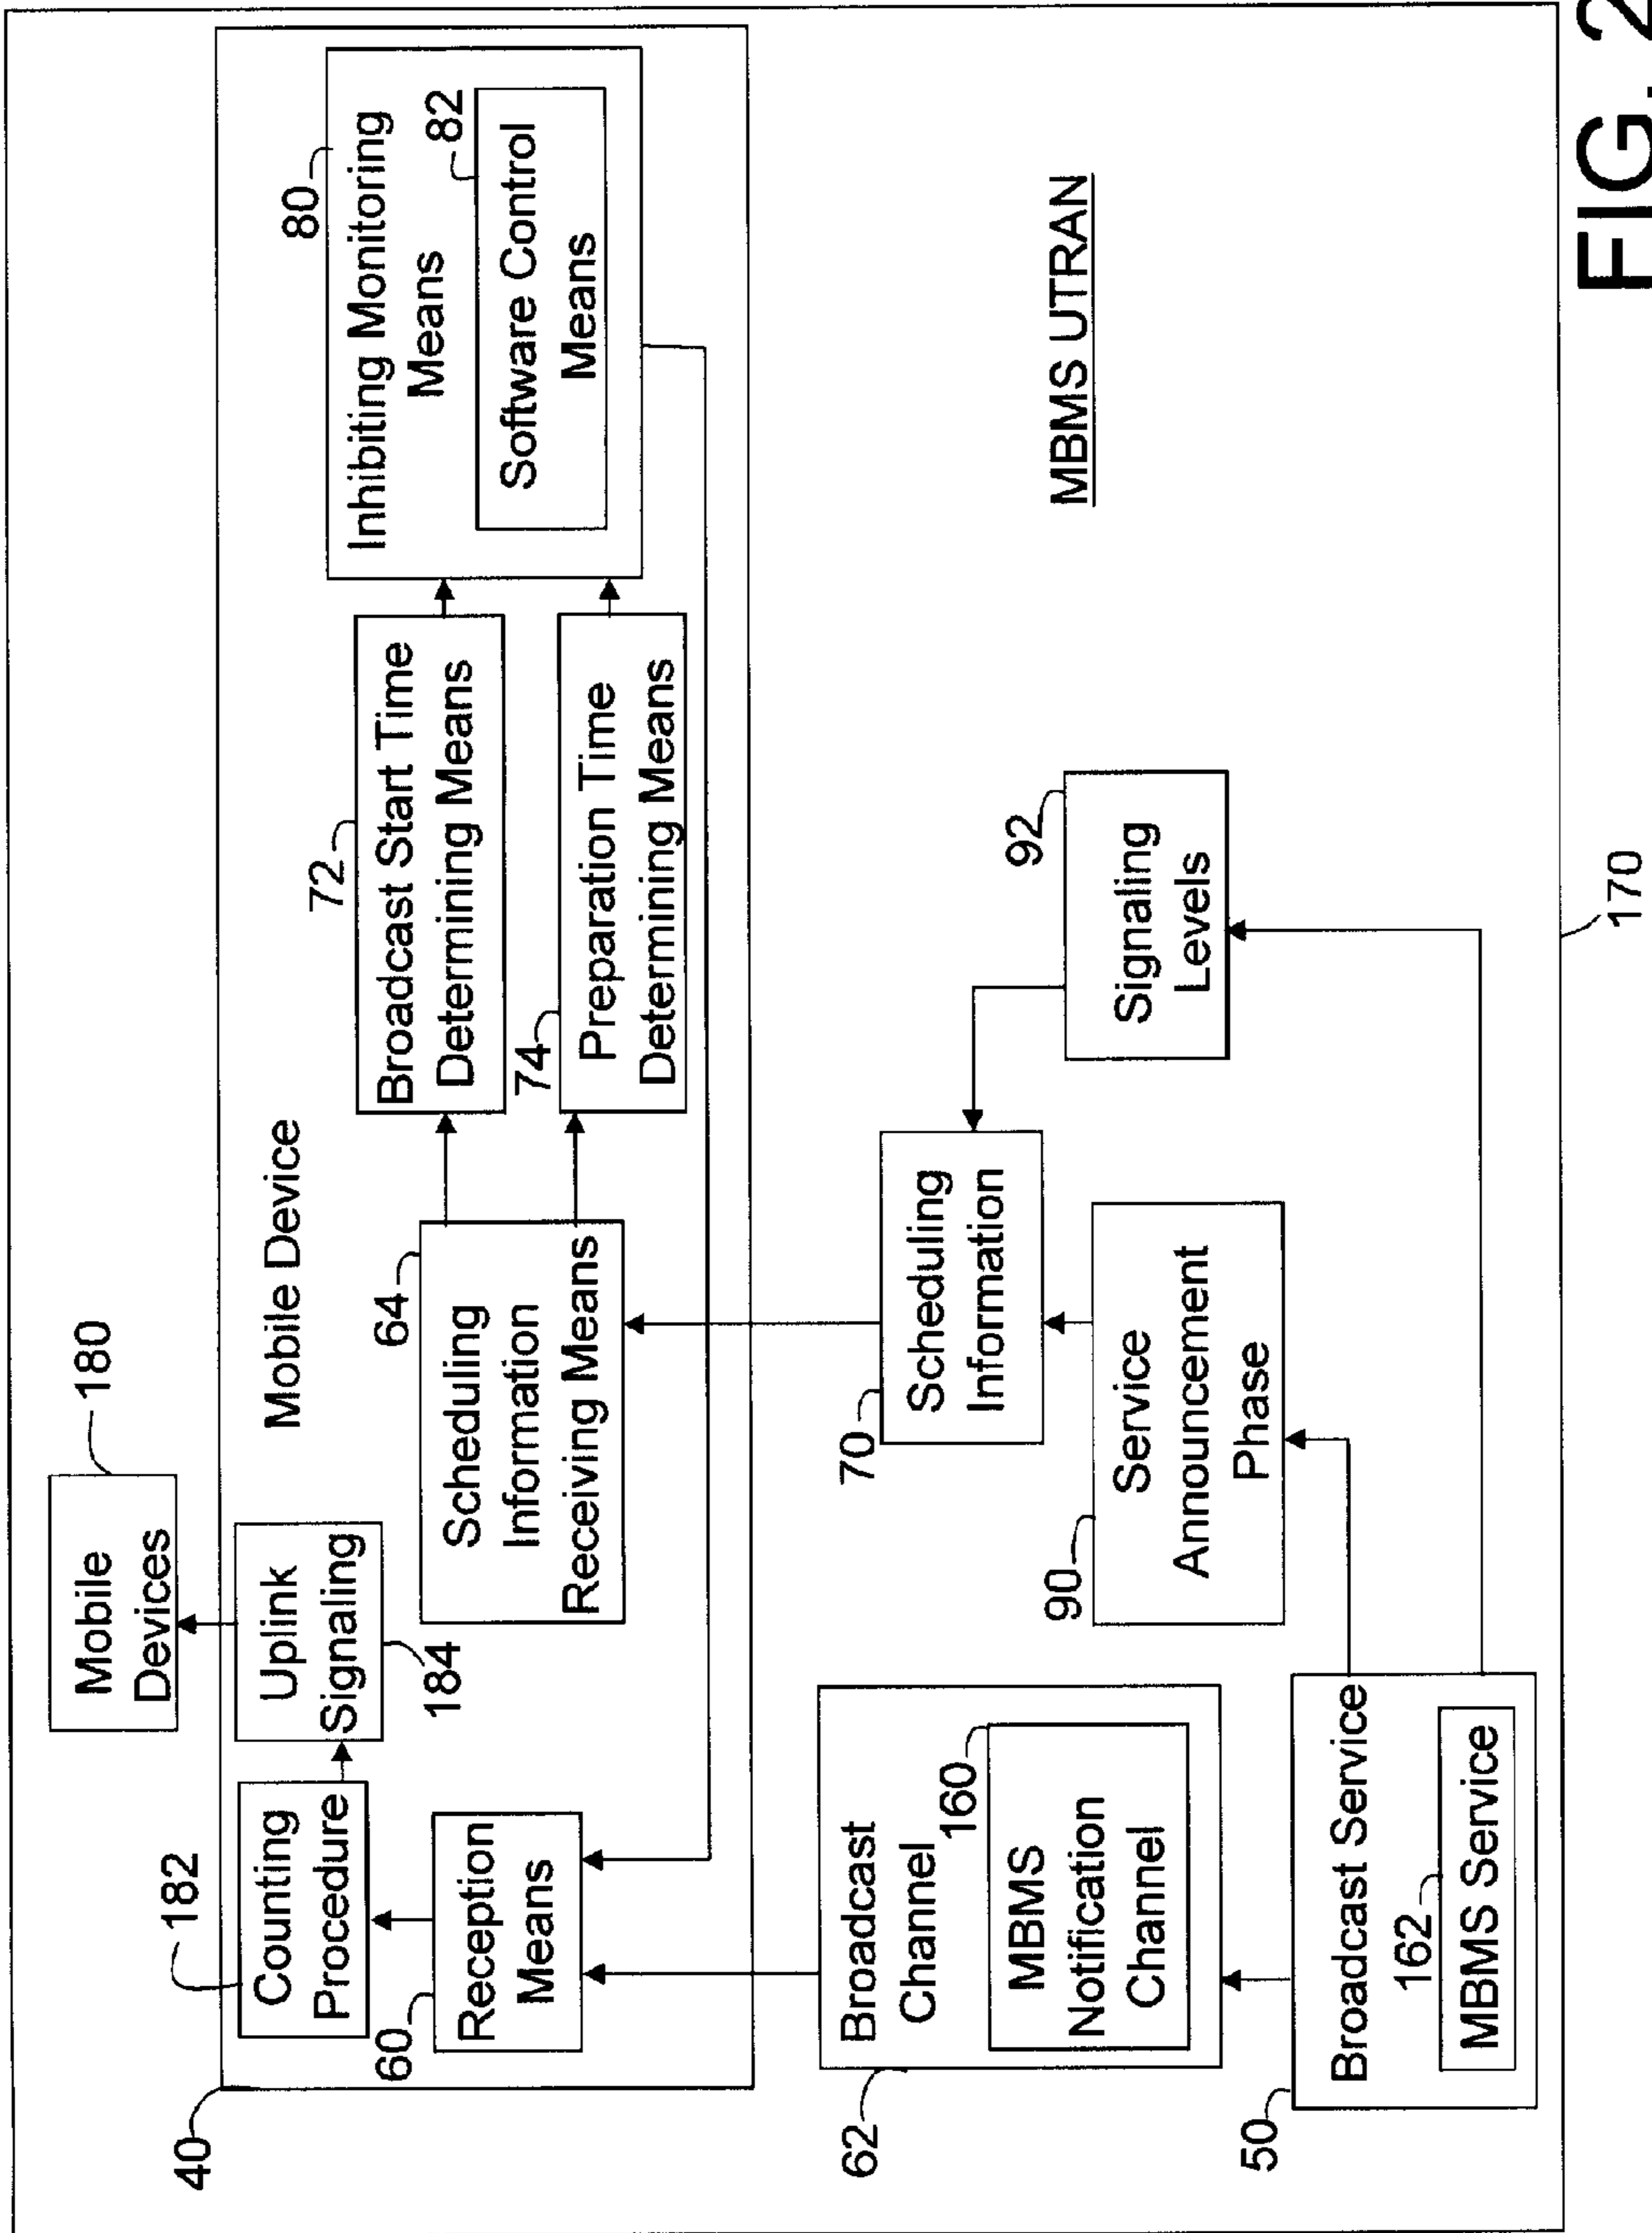 180
Mobile
Devices
40
Mobile Device
182
Counting
Procedure
Uplink
Signaling
184
60
Reception
Means
64
Scheduling
Information
Receiving Means
72
Broadcast Start Time
Determining Means
74
Preparation Time
Determining Means
80
Inhibiting Monitoring
Means
82
Software Control
Means
62
Broadcast
Channel
160
MBMS
Notification
Channel
70
Scheduling
Information
90
Service
Announcement
Phase
92
Signaling
Levels
MBMS UTRAN
50
Broadcast Service
162
MBMS Service
170
FIG. 2